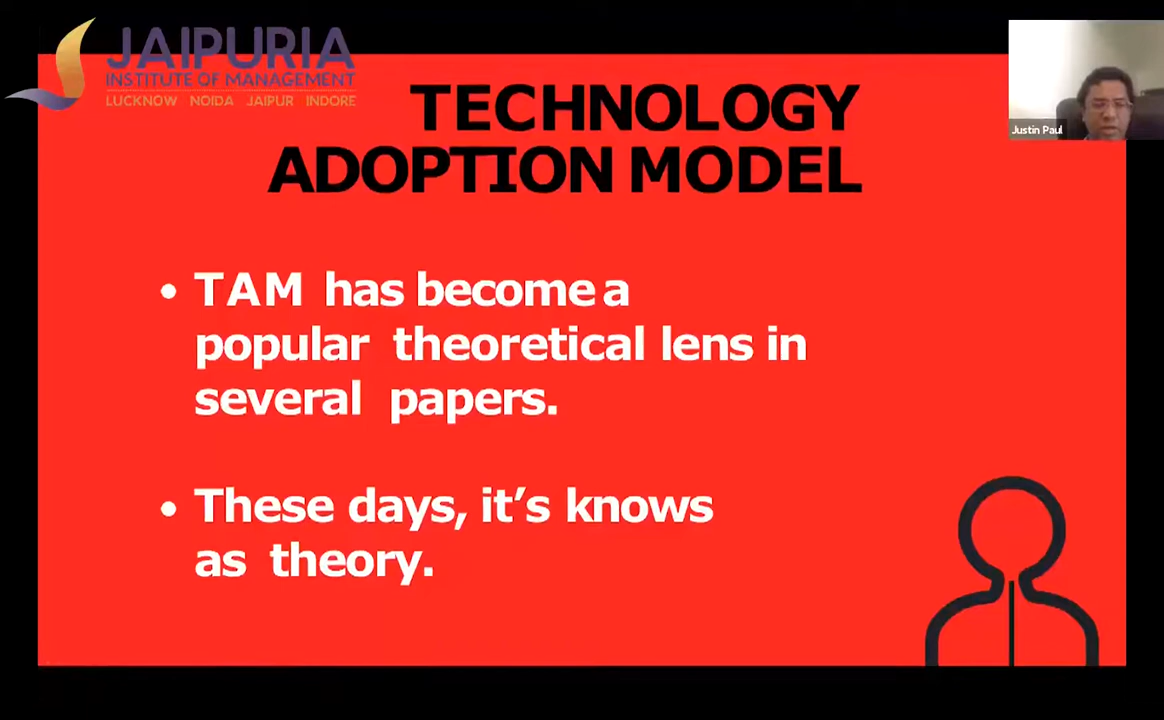 JAIPURIA
INSTITUTE OF MANAGEMENT
LUCKNOW NOIDA JAIPUR INDORE
TECHNOLOGY
ADOPTION MODEL
Justin Paul
• TAM has become a
popular theoretical lens in
several papers.
• These days, it’s knows
as theory.